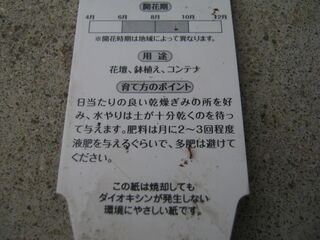 開花期
4月 6月 8月 10月 12月
※開花時期は地域によって異なります。
用途
花壇、鉢植え、コンテナ
育て方のポイント
日当たりの良い乾燥ぎみの所を好
み、水やりは土が十分乾くのを待っ
て与えます。肥料は月に2〜3回程度
液肥を与えるぐらいで、多肥は避けて
ください。
この紙は焼却しても
ダイオキシンが発生しない
環境にやさしい紙です。